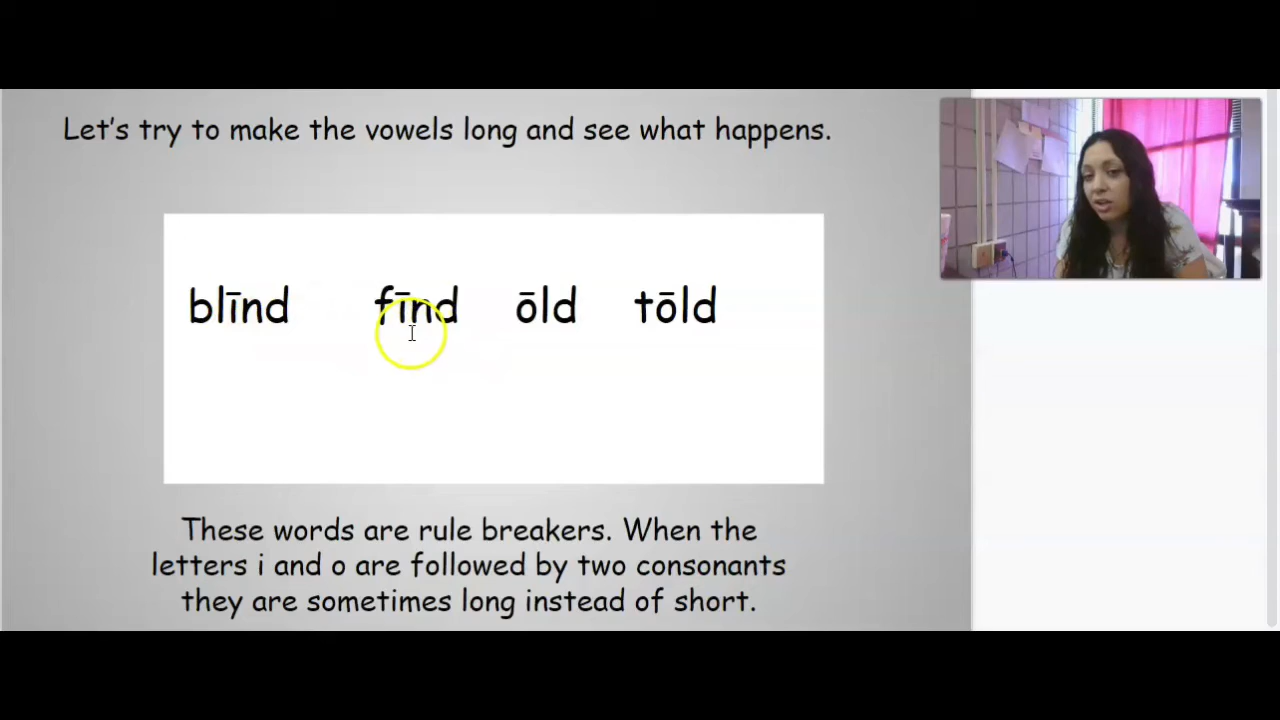 Let's try to make the vowels long and see what happens.
blīnd fīnd ōld tōld
These words are rule breakers. When the
letters i and o are followed by two consonants
they are sometimes long instead of short.